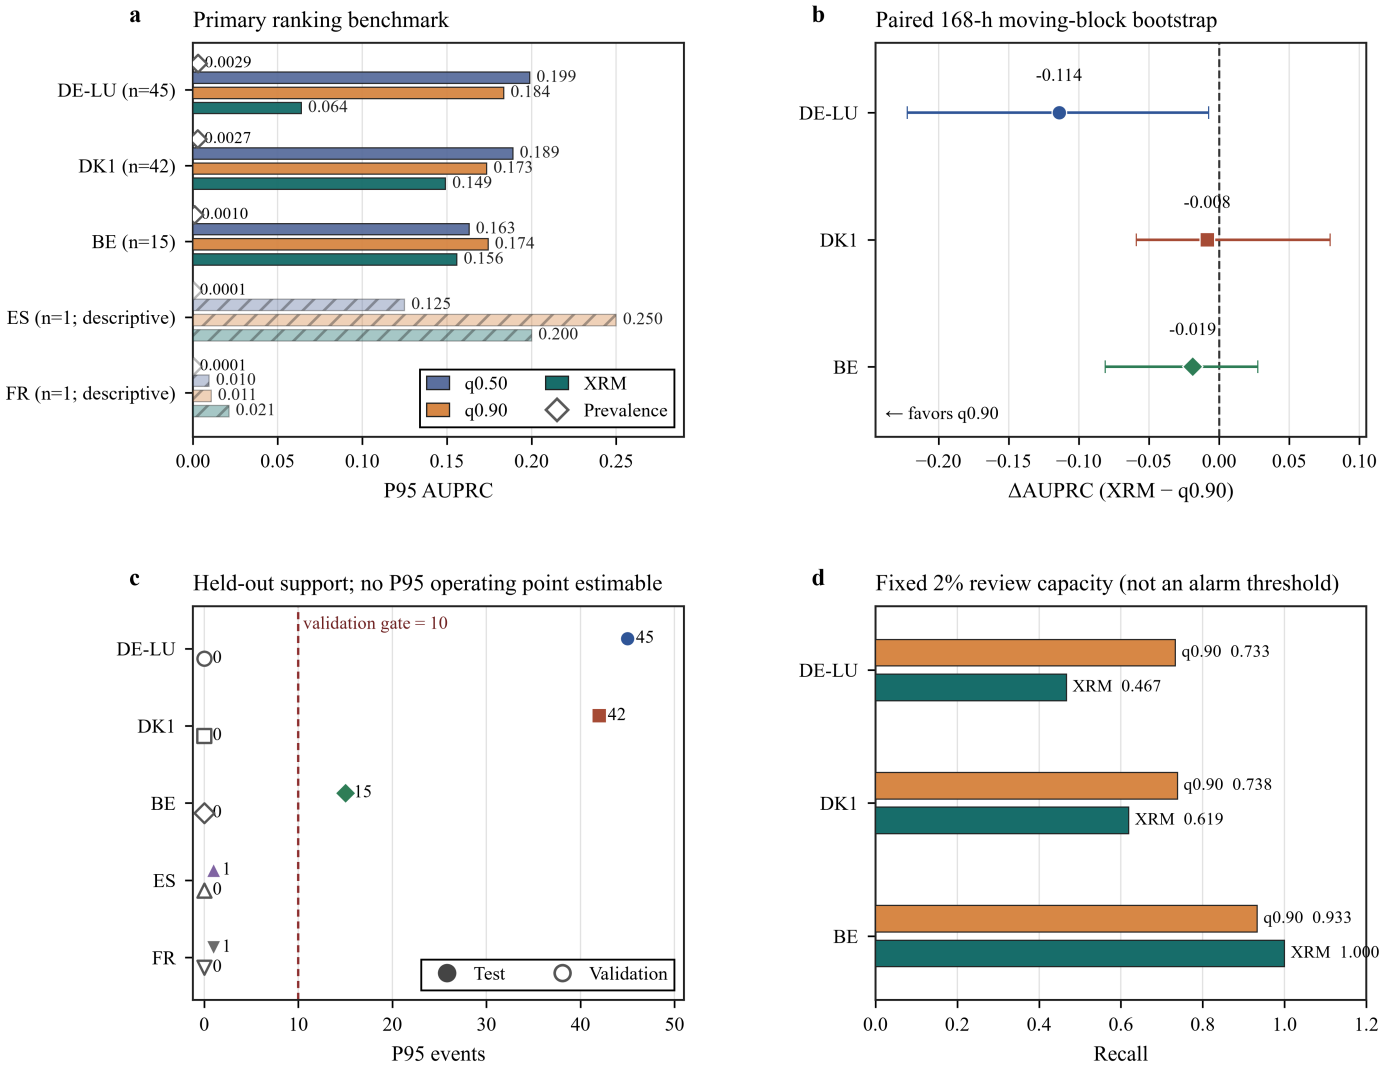 a
Primary ranking benchmark
DE-LU (n=45)
0.0029
0.199
0.184
0.064
DK1 (n=42)
0.0027
0.189
0.173
0.149
BE (n=15)
0.0010
0.163
0.174
0.156
ES (n=1; descriptive)
0.0001
0.125
0.250
0.200
FR (n=1; descriptive)
0.0001
0.010
0.011
0.021
q0.50
q0.90
XRM
Prevalence
0.00 0.05 0.10 0.15 0.20 0.25
P95 AUPRC
b
Paired 168-h moving-block bootstrap
DE-LU
-0.114
DK1
-0.008
BE
-0.019
← favors q0.90
−0.20 −0.15 −0.10 −0.05 0.00 0.05 0.10
ΔAUPRC (XRM − q0.90)
c
Held-out support; no P95 operating point estimable
validation gate = 10
DE-LU
45
0
DK1
42
0
BE
15
0
ES
1
0
FR
1
0
Test
Validation
0 10 20 30 40 50
P95 events
d
Fixed 2% review capacity (not an alarm threshold)
DE-LU
q0.90 0.733
XRM 0.467
DK1
q0.90 0.738
XRM 0.619
BE
q0.90 0.933
XRM 1.000
0.0 0.2 0.4 0.6 0.8 1.0 1.2
Recall